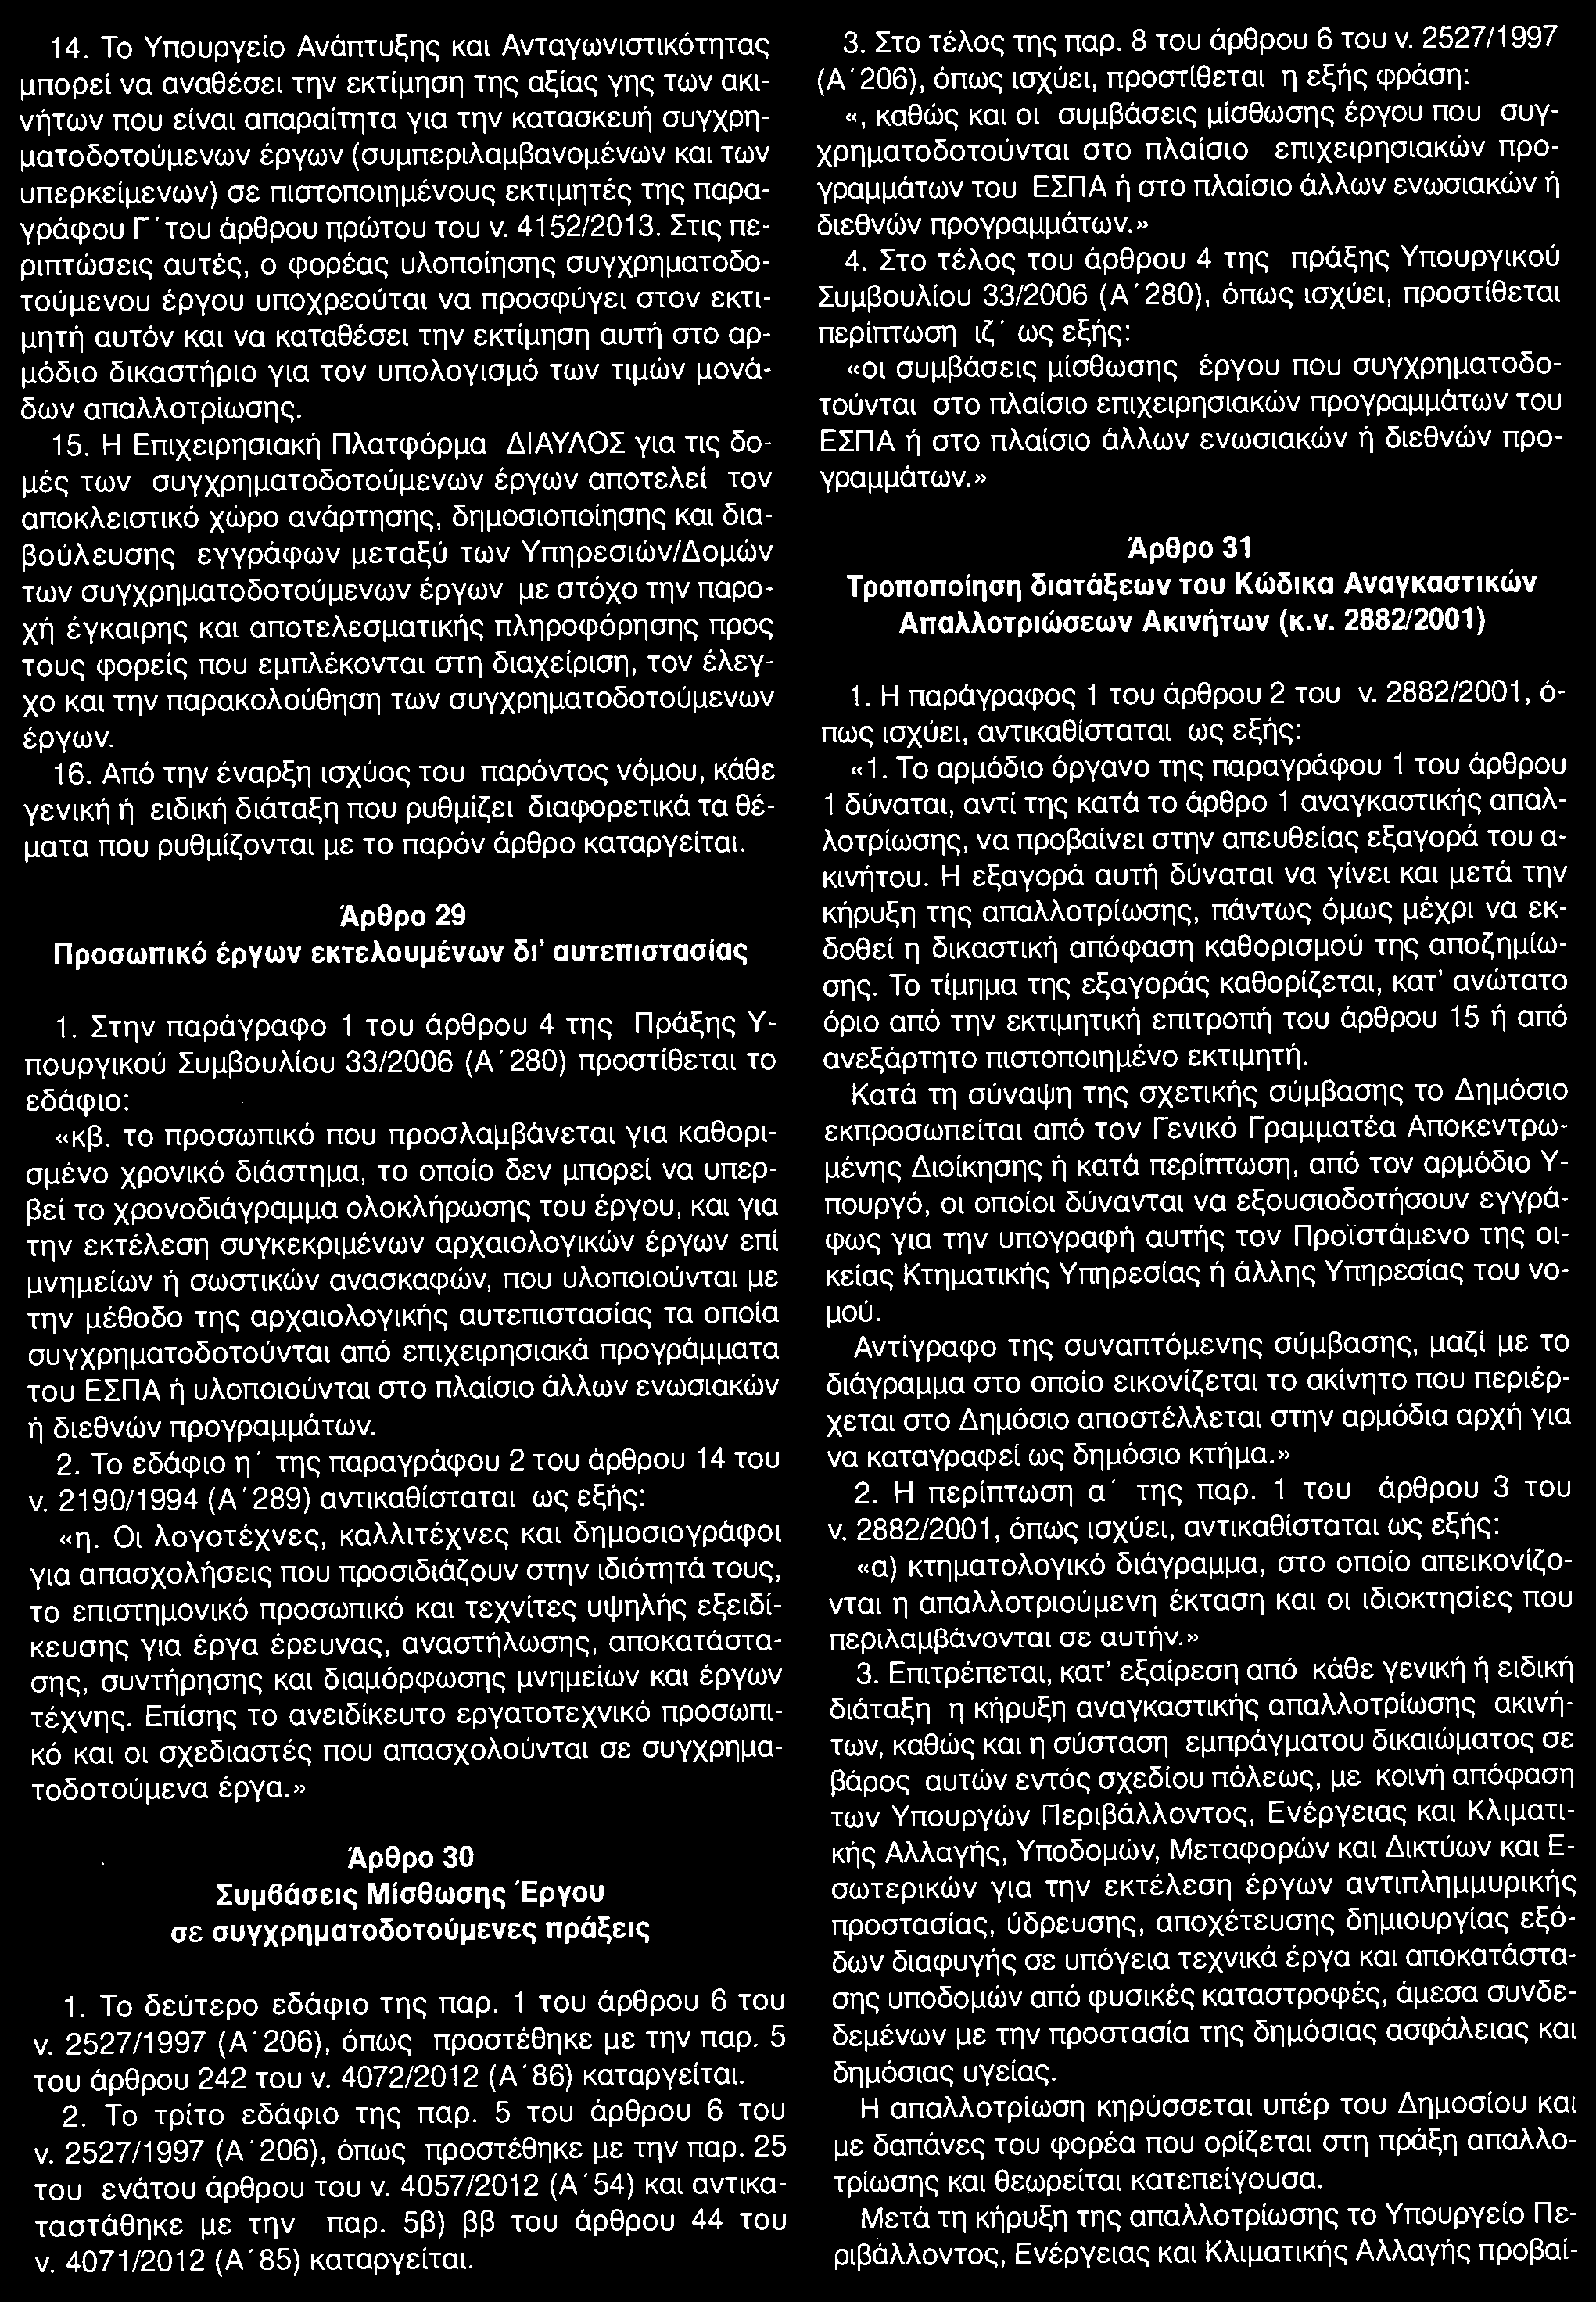 14. Το Υπουργείο Ανάπτυξης και Ανταγωνιστικότητας
μπορεί να αναθέσει την εκτίμηση της αξίας γης των ακι-
νήτων που είναι απαραίτητα για την κατασκευή συγχρη-
ματοδοτούμενων έργων (συμπεριλαμβανομένων και των
υπερκείμενων) σε πιστοποιημένους εκτιμητές της παρα-
γράφου Γ΄του άρθρου πρώτου του ν. 4152/2013. Στις πε-
ριπτώσεις αυτές, ο φορέας υλοποίησης συγχρηματοδο-
τούμενου έργου υποχρεούται να προσφύγει στον εκτι-
μητή αυτόν και να καταθέσει την εκτίμηση αυτή στο αρ-
μόδιο δικαστήριο για τον υπολογισμό των τιμών μονά-
δων απαλλοτρίωσης.
15. Η Επιχειρησιακή Πλατφόρμα ΔΙΑΥΛΟΣ για τις δο-
μές των συγχρηματοδοτούμενων έργων αποτελεί τον
αποκλειστικό χώρο ανάρτησης, δημοσιοποίησης και δια-
βούλευσης εγγράφων μεταξύ των Υπηρεσιών/Δομών
των συγχρηματοδοτούμενων έργων με στόχο την παρο-
χή έγκαιρης και αποτελεσματικής πληροφόρησης προς
τους φορείς που εμπλέκονται στη διαχείριση, τον έλεγ-
χο και την παρακολούθηση των συγχρηματοδοτούμενων
έργων.
16. Από την έναρξη ισχύος του παρόντος νόμου, κάθε
γενική ή ειδική διάταξη που ρυθμίζει διαφορετικά τα θέ-
ματα που ρυθμίζονται με το παρόν άρθρο καταργείται.
Άρθρο 29
Προσωπικό έργων εκτελουμένων δι' αυτεπιστασίας
1. Στην παράγραφο 1 του άρθρου 4 της Πράξης Υ-
πουργικού Συμβουλίου 33/2006 (Α΄280) προστίθεται το
εδάφιο:
«κβ. το προσωπικό που προσλαμβάνεται για καθορι-
σμένο χρονικό διάστημα, το οποίο δεν μπορεί να υπερ-
βεί το χρονοδιάγραμμα ολοκλήρωσης του έργου, και για
την εκτέλεση συγκεκριμένων αρχαιολογικών έργων επί
μνημείων ή σωστικών ανασκαφών, που υλοποιούνται με
την μέθοδο της αρχαιολογικής αυτεπιστασίας τα οποία
συγχρηματοδοτούνται από επιχειρησιακά προγράμματα
του ΕΣΠΑ ή υλοποιούνται στο πλαίσιο άλλων ενωσιακών
ή διεθνών προγραμμάτων.
2. Το εδάφιο η΄ της παραγράφου 2 του άρθρου 14 του
ν. 2190/1994 (Α΄289) αντικαθίσταται ως εξής:
«η. Οι λογοτέχνες, καλλιτέχνες και δημοσιογράφοι
για απασχολήσεις που προσιδιάζουν στην ιδιότητά τους,
το επιστημονικό προσωπικό και τεχνίτες υψηλής εξειδί-
κευσης για έργα έρευνας, αναστήλωσης, αποκατάστα-
σης, συντήρησης και διαμόρφωσης μνημείων και έργων
τέχνης. Επίσης το ανειδίκευτο εργατοτεχνικό προσωπι-
κό και οι σχεδιαστές που απασχολούνται σε συγχρημα-
τοδοτούμενα έργα.»
Άρθρο 30
Συμβάσεις Μίσθωσης Έργου
σε συγχρηματοδοτούμενες πράξεις
1. Το δεύτερο εδάφιο της παρ. 1 του άρθρου 6 του
ν. 2527/1997 (Α΄206), όπως προστέθηκε με την παρ. 5
του άρθρου 242 του ν. 4072/2012 (Α΄86) καταργείται.
2. Το τρίτο εδάφιο της παρ. 5 του άρθρου 6 του
ν. 2527/1997 (Α΄206), όπως προστέθηκε με την παρ. 25
του ενάτου άρθρου του ν. 4057/2012 (Α΄54) και αντικα-
ταστάθηκε με την παρ. 5β) ββ του άρθρου 44 του
ν. 4071/2012 (Α΄85) καταργείται.
3. Στο τέλος της παρ. 8 του άρθρου 6 του ν. 2527/1997
(Α΄206), όπως ισχύει, προστίθεται η εξής φράση:
«, καθώς και οι συμβάσεις μίσθωσης έργου που συγ-
χρηματοδοτούνται στο πλαίσιο επιχειρησιακών προ-
γραμμάτων του ΕΣΠΑ ή στο πλαίσιο άλλων ενωσιακών ή
διεθνών προγραμμάτων.»
4. Στο τέλος του άρθρου 4 της πράξης Υπουργικού
Συμβουλίου 33/2006 (Α΄280), όπως ισχύει, προστίθεται
περίπτωση ιζ΄ ως εξής:
«οι συμβάσεις μίσθωσης έργου που συγχρηματοδο-
τούνται στο πλαίσιο επιχειρησιακών προγραμμάτων του
ΕΣΠΑ ή στο πλαίσιο άλλων ενωσιακών ή διεθνών προ-
γραμμάτων.»
Άρθρο 31
Τροποποίηση διατάξεων του Κώδικα Αναγκαστικών
Απαλλοτριώσεων Ακινήτων (κ.ν. 2882/2001)
1. Η παράγραφος 1 του άρθρου 2 του ν. 2882/2001, ό-
πως ισχύει, αντικαθίσταται ως εξής:
«1. Το αρμόδιο όργανο της παραγράφου 1 του άρθρου
1 δύναται, αντί της κατά το άρθρο 1 αναγκαστικής απαλ-
λοτρίωσης, να προβαίνει στην απευθείας εξαγορά του α-
κινήτου. Η εξαγορά αυτή δύναται να γίνει και μετά την
κήρυξη της απαλλοτρίωσης, πάντως όμως μέχρι να εκ-
δοθεί η δικαστική απόφαση καθορισμού της αποζημίω-
σης. Το τίμημα της εξαγοράς καθορίζεται, κατ' ανώτατο
όριο από την εκτιμητική επιτροπή του άρθρου 15 ή από
ανεξάρτητο πιστοποιημένο εκτιμητή.
Κατά τη σύναψη της σχετικής σύμβασης το Δημόσιο
εκπροσωπείται από τον Γενικό Γραμματέα Αποκεντρω-
μένης Διοίκησης ή κατά περίπτωση, από τον αρμόδιο Υ-
πουργό, οι οποίοι δύνανται να εξουσιοδοτήσουν εγγρά-
φως για την υπογραφή αυτής τον Προϊστάμενο της οι-
κείας Κτηματικής Υπηρεσίας ή άλλης Υπηρεσίας του νο-
μού.
Αντίγραφο της συναπτόμενης σύμβασης, μαζί με το
διάγραμμα στο οποίο εικονίζεται το ακίνητο που περιέρ-
χεται στο Δημόσιο αποστέλλεται στην αρμόδια αρχή για
να καταγραφεί ως δημόσιο κτήμα.»
2. Η περίπτωση α΄ της παρ. 1 του άρθρου 3 του
ν. 2882/2001, όπως ισχύει, αντικαθίσταται ως εξής:
«α) κτηματολογικό διάγραμμα, στο οποίο απεικονίζο-
νται η απαλλοτριούμενη έκταση και οι ιδιοκτησίες που
περιλαμβάνονται σε αυτήν.»
3. Επιτρέπεται, κατ' εξαίρεση από κάθε γενική ή ειδική
διάταξη η κήρυξη αναγκαστικής απαλλοτρίωσης ακινή-
των, καθώς και η σύσταση εμπράγματου δικαιώματος σε
βάρος αυτών εντός σχεδίου πόλεως, με κοινή απόφαση
των Υπουργών Περιβάλλοντος, Ενέργειας και Κλιματι-
κής Αλλαγής, Υποδομών, Μεταφορών και Δικτύων και Ε-
σωτερικών για την εκτέλεση έργων αντιπλημμυρικής
προστασίας, ύδρευσης, αποχέτευσης δημιουργίας εξό-
δων διαφυγής σε υπόγεια τεχνικά έργα και αποκατάστα-
σης υποδομών από φυσικές καταστροφές, άμεσα συνδε-
δεμένων με την προστασία της δημόσιας ασφάλειας και
δημόσιας υγείας.
Η απαλλοτρίωση κηρύσσεται υπέρ του Δημοσίου και
με δαπάνες του φορέα που ορίζεται στη πράξη απαλλο-
τρίωσης και θεωρείται κατεπείγουσα.
Μετά τη κήρυξη της απαλλοτρίωσης το Υπουργείο Πε-
ριβάλλοντος, Ενέργειας και Κλιματικής Αλλαγής προβαί-